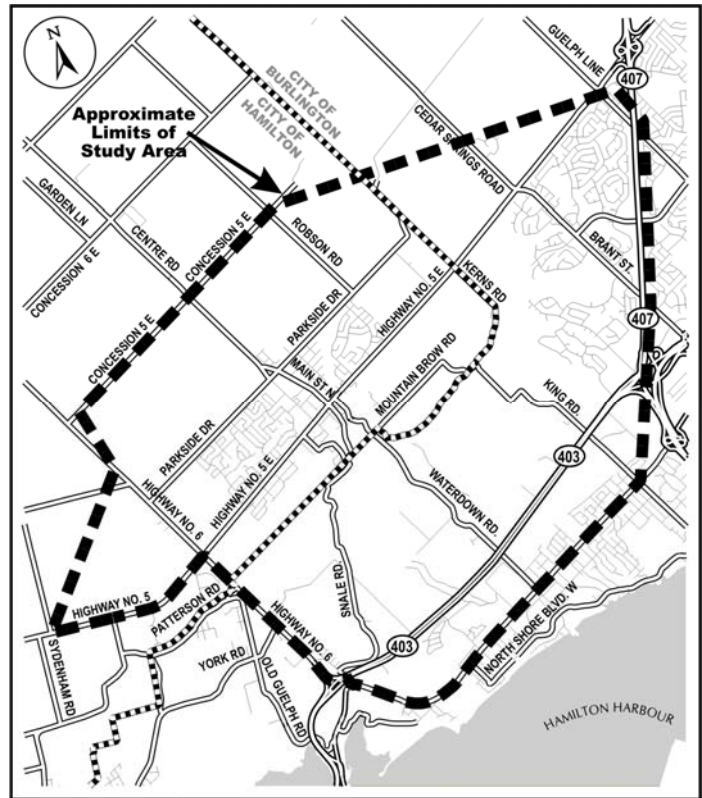 N
GUELPH LINE
407
CITY OF
BURLINGTON
CITY OF
HAMILTON
Approximate
Limits of
Study Area
CEDAR SPRINGS ROAD
GARDEN LN
CENTRE RD
CONCESSION 6 E
CONCESSION 5 E
ROBSON RD
BRANT ST.
KERNS RD
CONCESSION 5 E
PARKSIDE DR
HIGHWAY NO. 5 E
407
MAIN ST N
MOUNTAIN BROW RD
KING RD.
PARKSIDE DR
HIGHWAY NO. 5 E
403
WATERDOWN RD.
HIGHWAY NO. 6
SNALE RD.
HIGHWAY NO. 5
PATTERSON RD
HIGHWAY NO. 6
NORTH SHORE BLVD. W
SYDENHAM RD
YORK RD
OLD GUELPH RD
403
HAMILTON HARBOUR